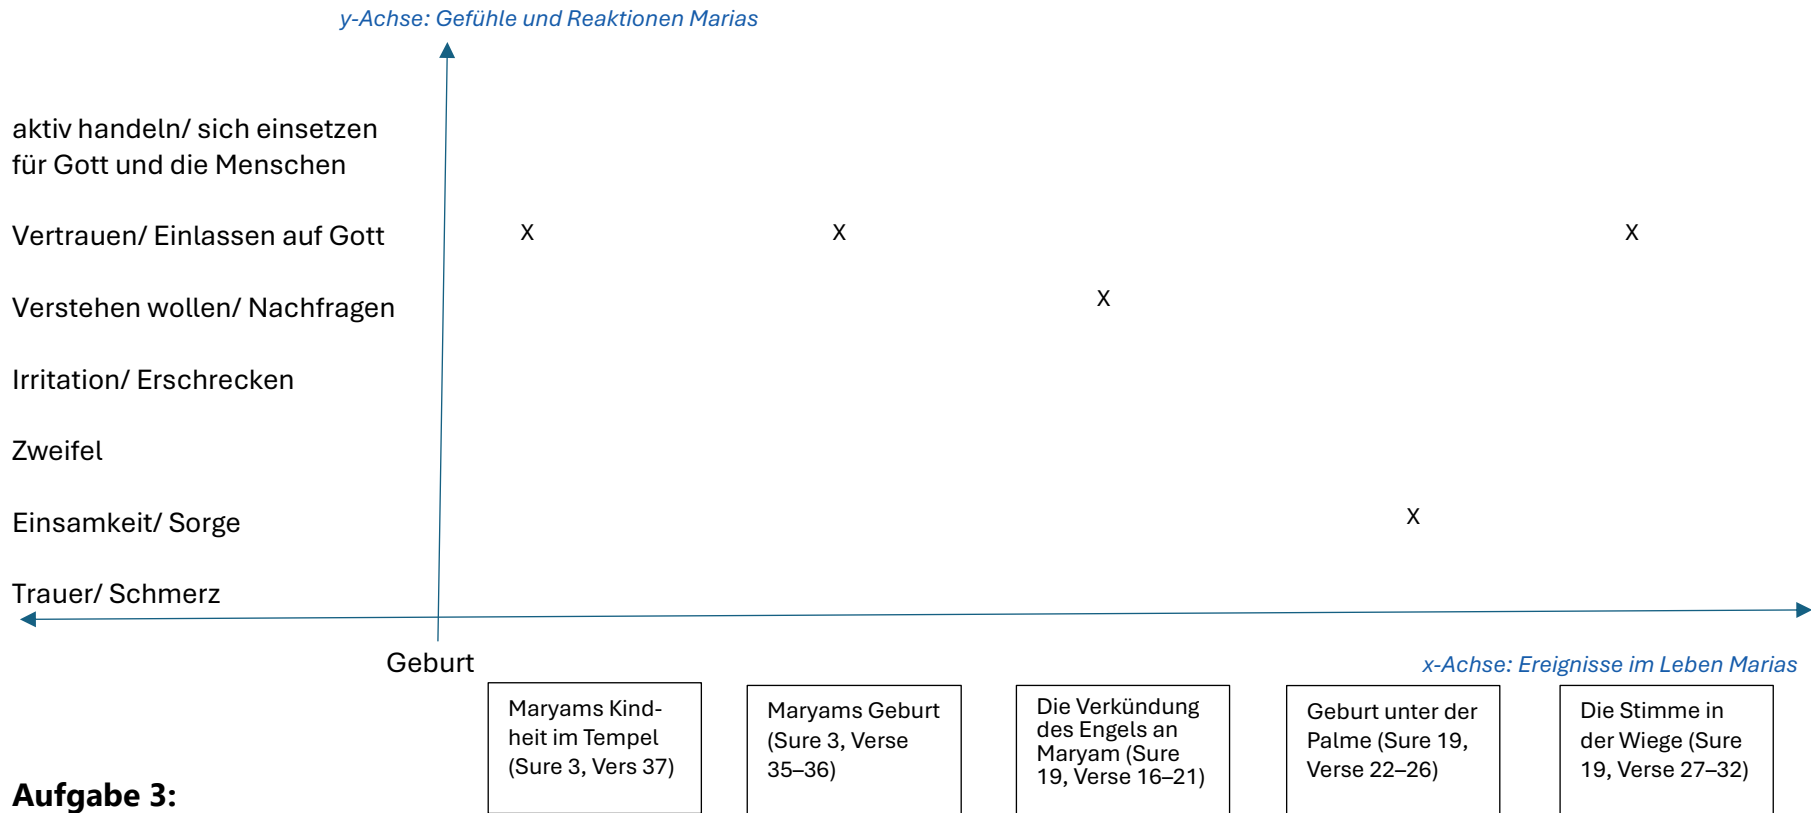 y-Achse: Gefühle und Reaktionen Marias
aktiv handeln/ sich einsetzen
für Gott und die Menschen
Vertrauen/ Einlassen auf Gott
X
X
X
Verstehen wollen/ Nachfragen
X
Irritation/ Erschrecken
Zweifel
Einsamkeit/ Sorge
X
Trauer/ Schmerz
Geburt
x-Achse: Ereignisse im Leben Marias
Maryams Kind-
heit im Tempel
(Sure 3, Vers 37)
Maryams Geburt
(Sure 3, Verse
35–36)
Die Verkündung
des Engels an
Maryam (Sure
19, Verse 16–21)
Geburt unter der
Palme (Sure 19,
Verse 22–26)
Die Stimme in
der Wiege (Sure
19, Verse 27–32)
Aufgabe 3: